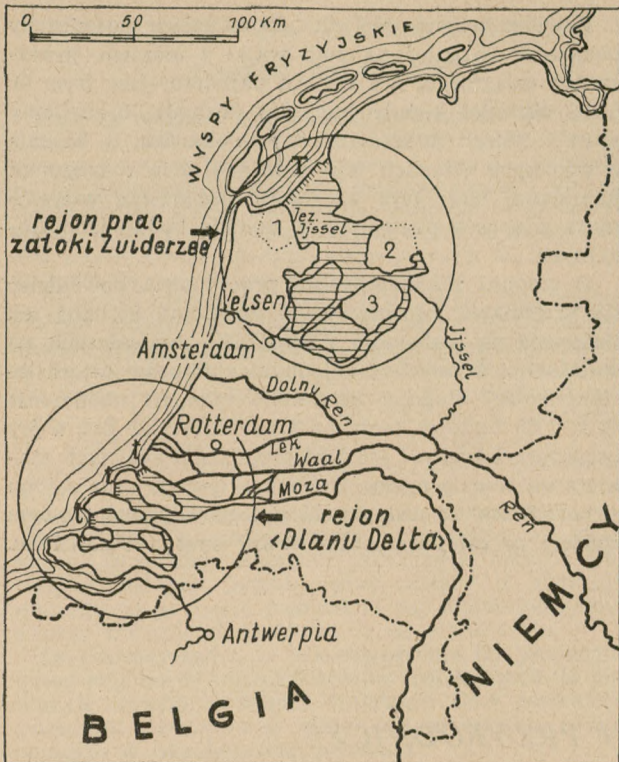 0 50 100 Km
WYSPY FRYZYJSKIE
T
rejon prac
zatoki Zuiderzee
1
Jez.
Ijssel
2
3
Velsen
Amsterdam
Ijssel
Dolny Ren
Rotterdam
Lek
Waal
Moza
Ren
rejon
<Planu Delta>
Antwerpia
NIEMCY
BELGIA